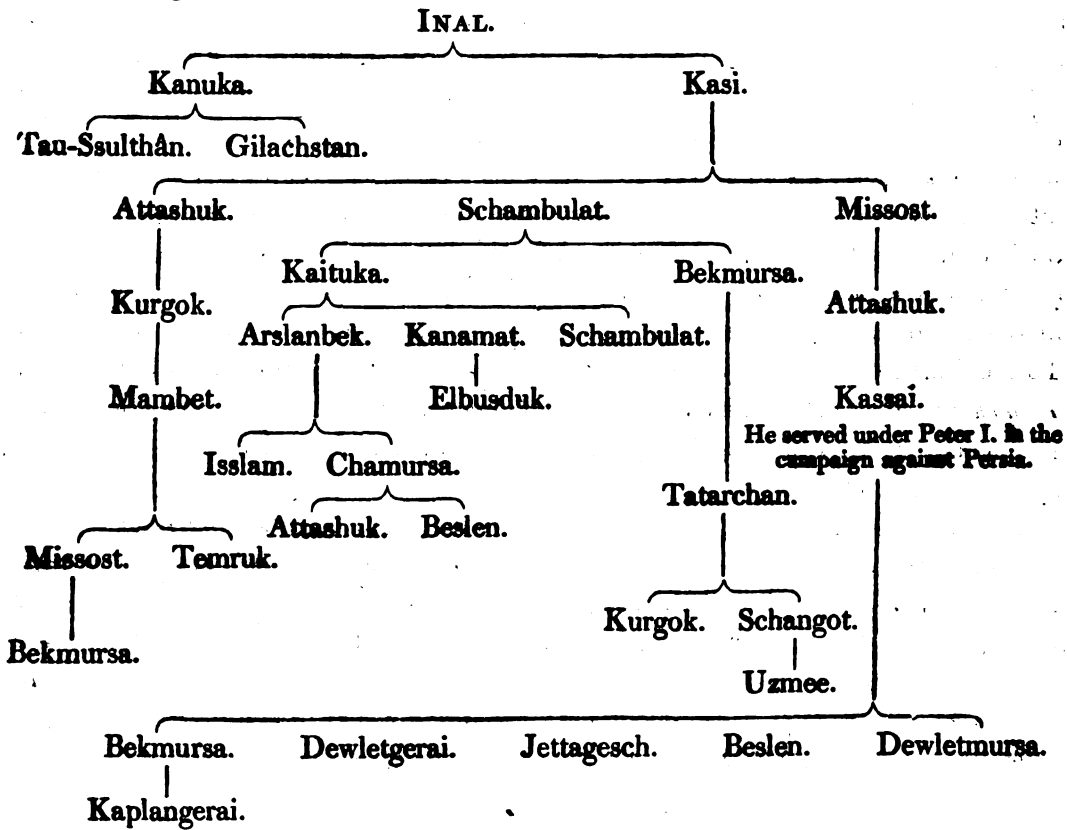 INAL.
Kanuka. Kasi.
Tau-Ssulthân. Gilachstan.
Attashuk. Schambulat. Missost.
Kaituka. Bekmursa.
Kurgok. Attashuk.
Arslanbek. Kanamat. Schambulat.
Mambet. Elbusduk. Kassai.
He served under Peter I. in the
campaign against Persia.
Isslam. Chamursa.
Tatarchan.
Attashuk. Beslen.
Missost. Temruk.
Kurgok. Schangot.
Bekmursa.
Uzmee.
Bekmursa. Dewletgerai. Jettagesch. Beslen. Dewletmursa.
Kaplangerai.